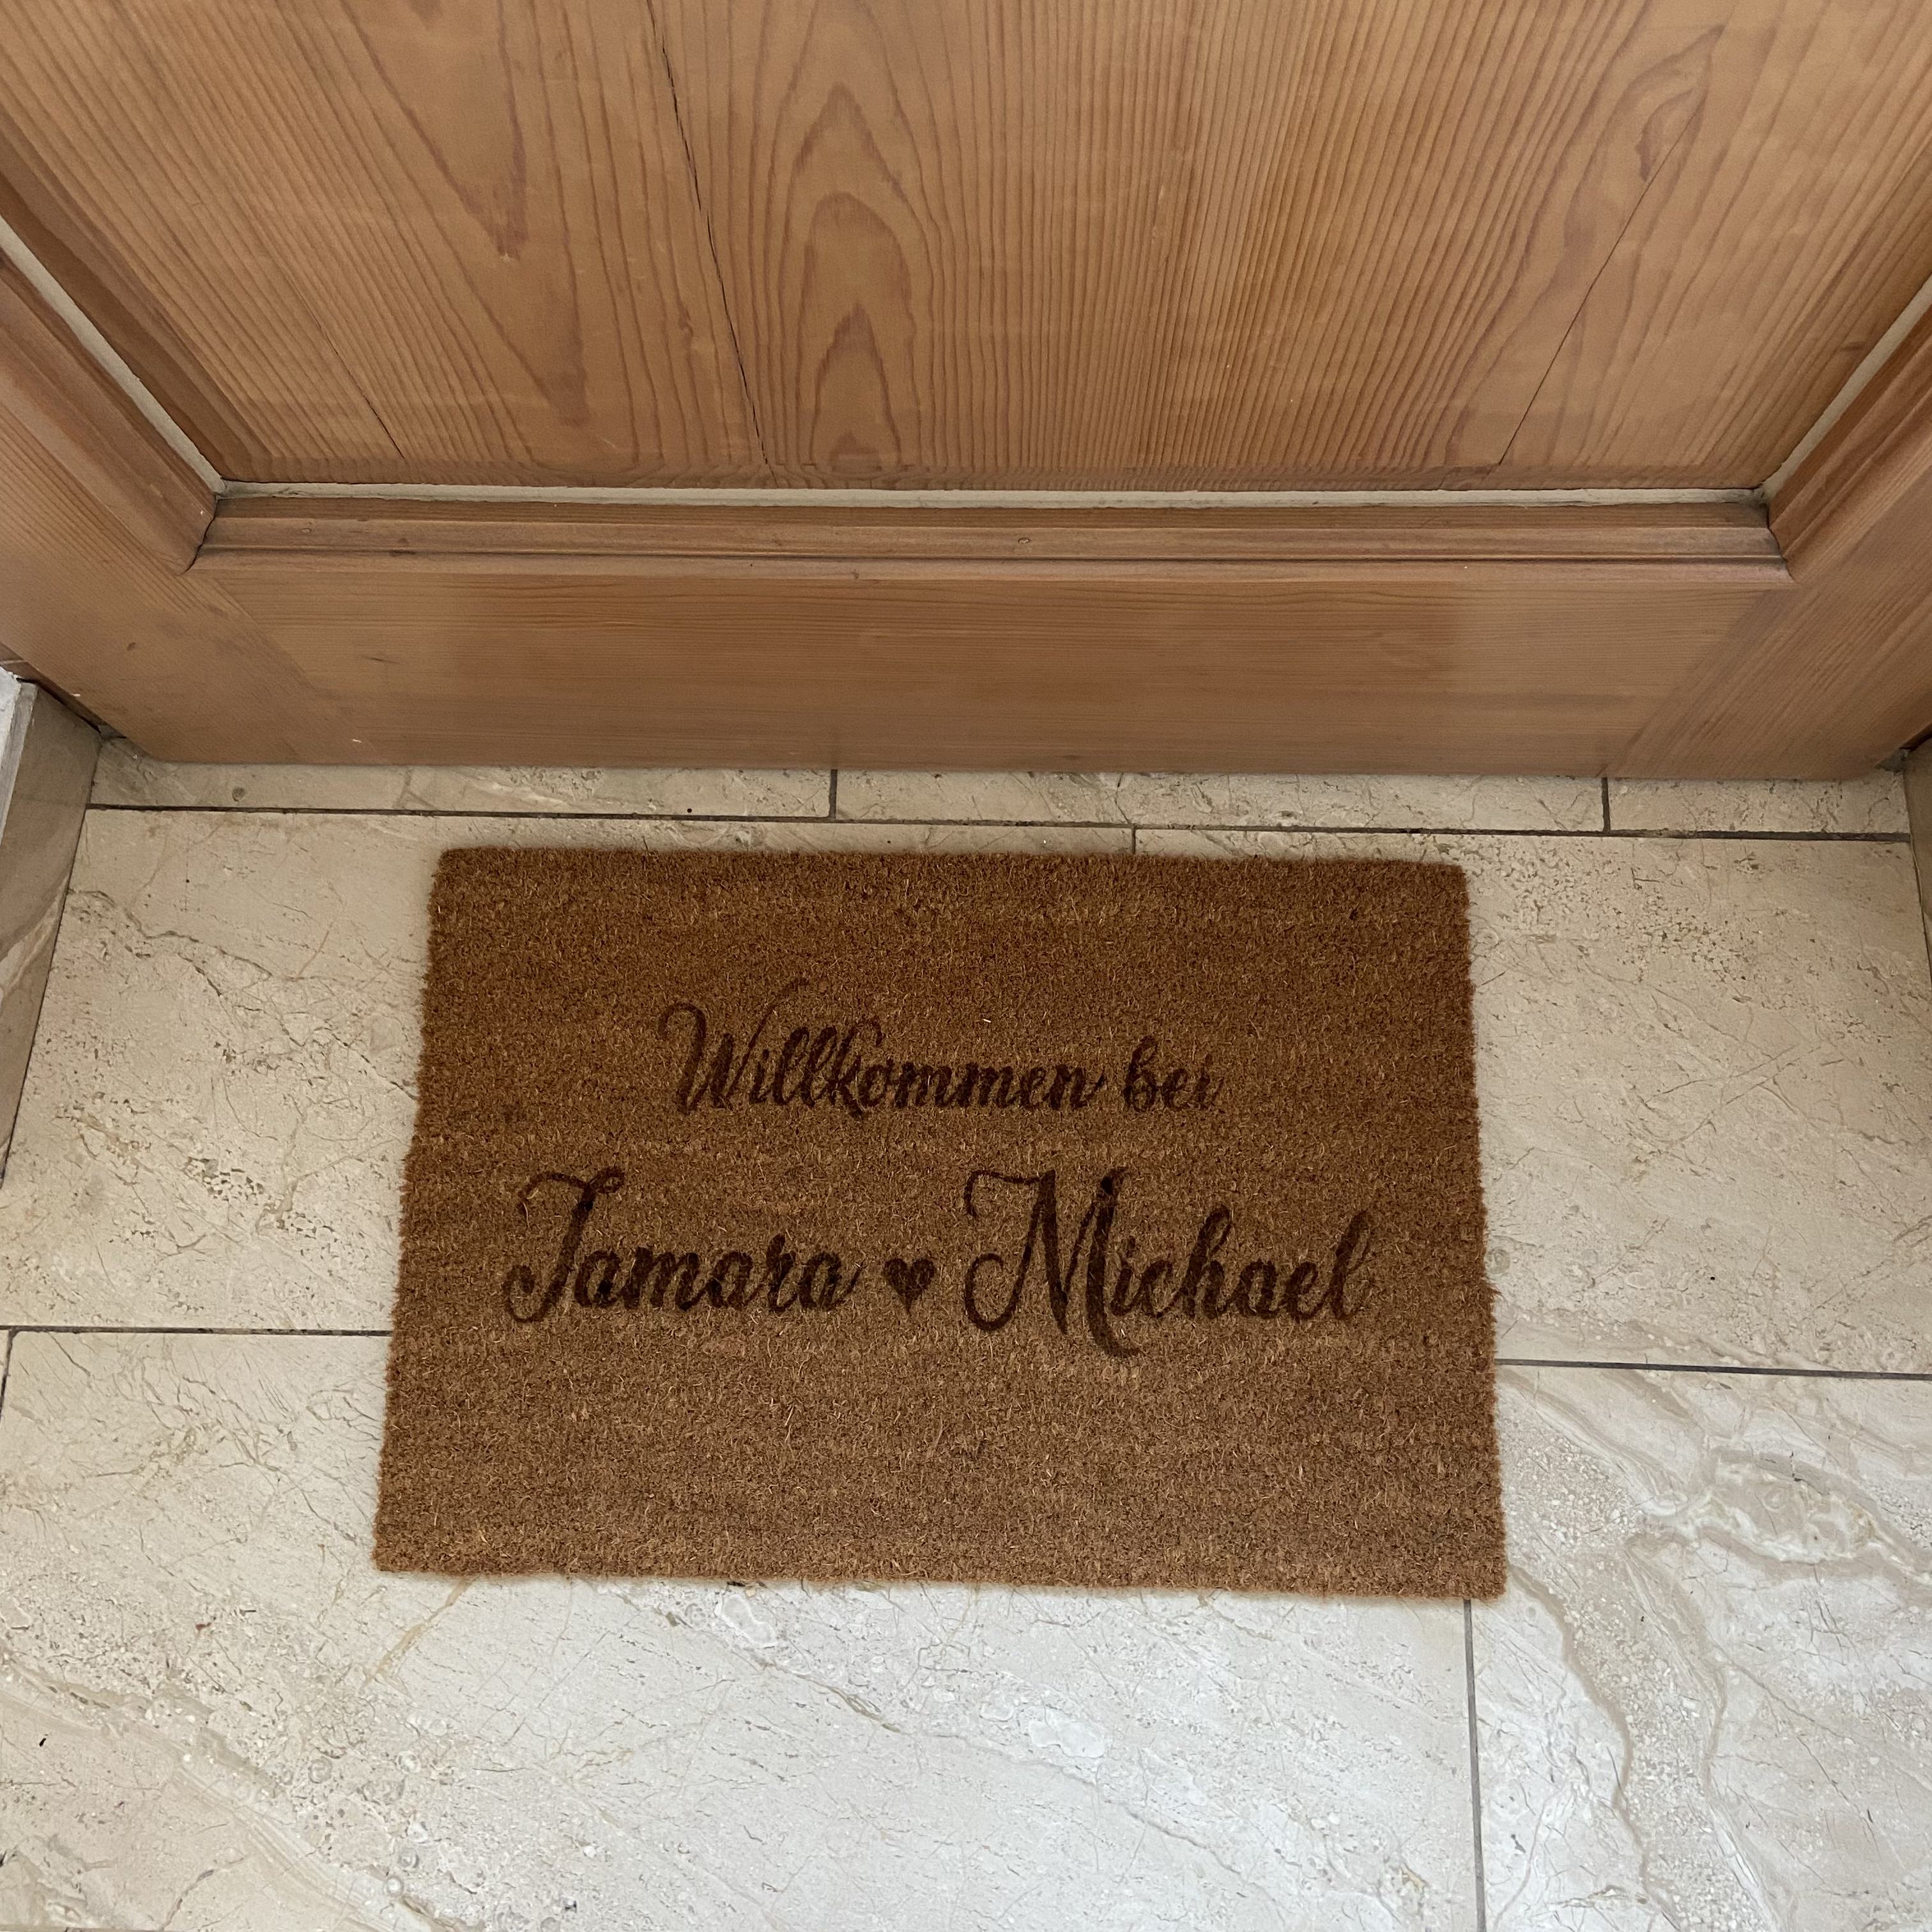 Willkommen bei
Tamara ♥ Michael